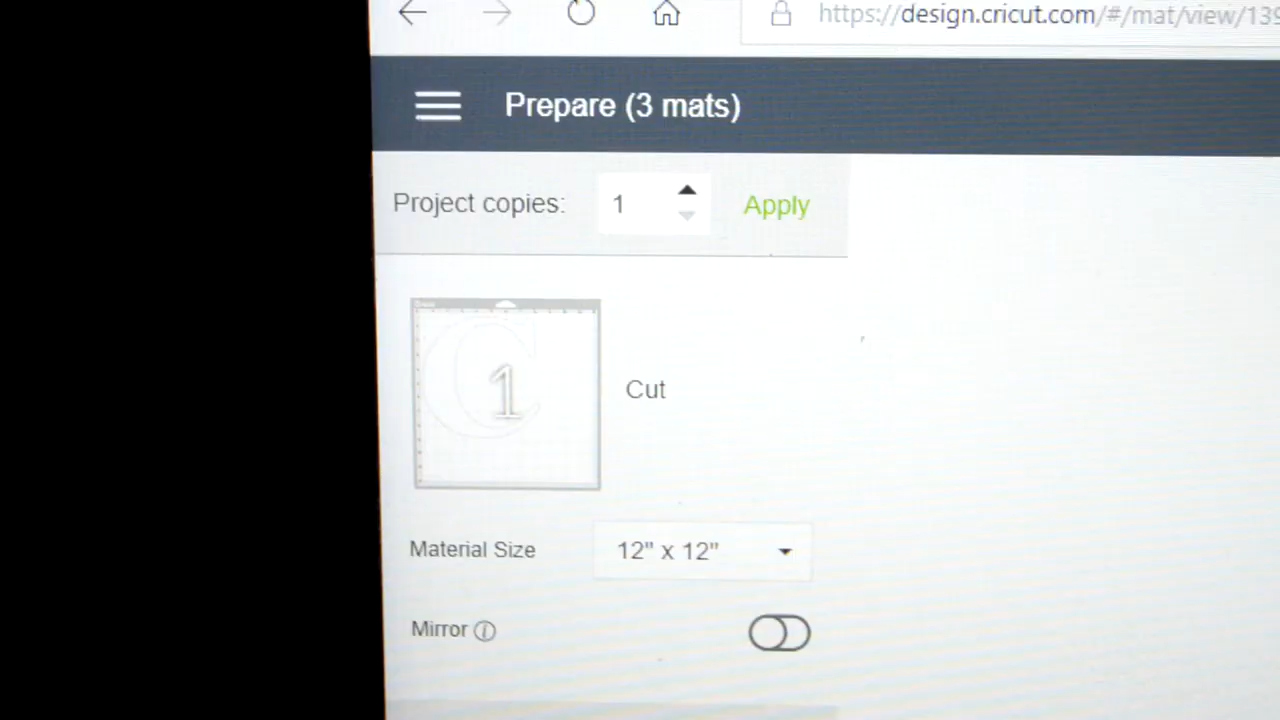 https://design.cricut.com/#/mat/view/139
Prepare (3 mats)
Project copies: 1 Apply
C
1
Cut
Material Size 12" x 12"
Mirror